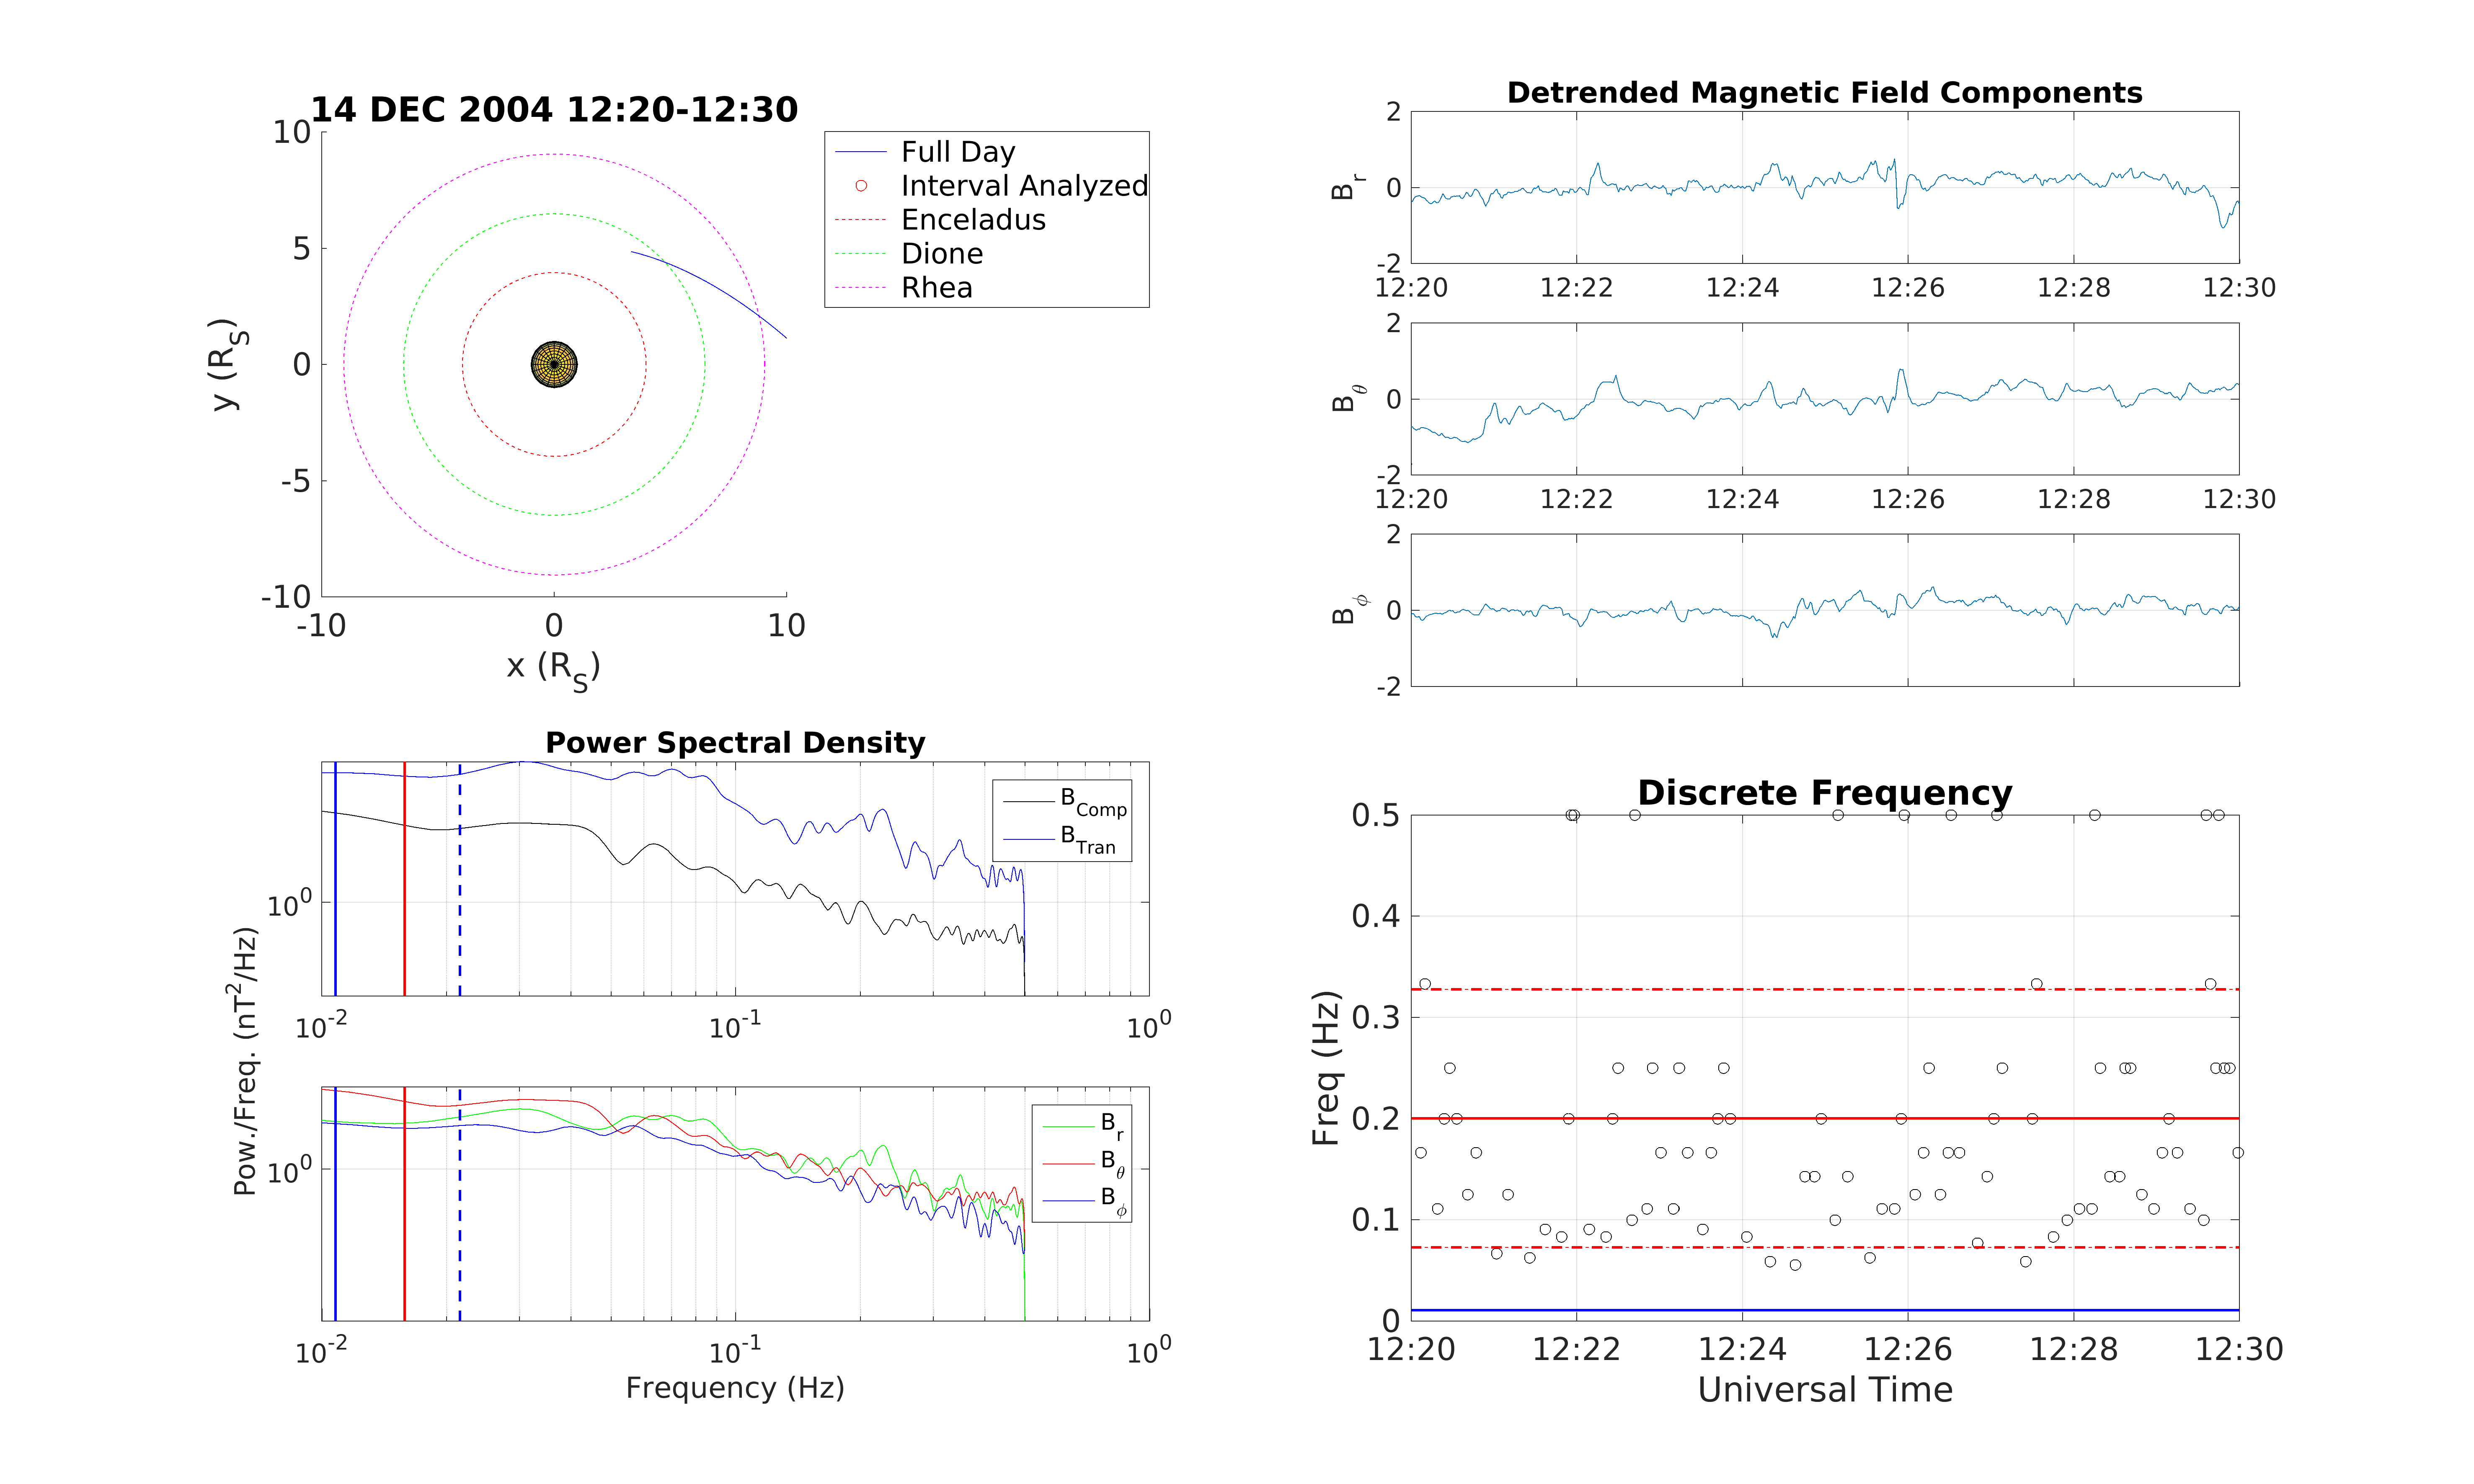 14 DEC 2004 12:20-12:30
10
5
0
-5
-10
-10 0 10
y (R_S)
x (R_S)
Full Day
Interval Analyzed
Enceladus
Dione
Rhea
Detrended Magnetic Field Components
2
0
-2
B_r
12:20 12:22 12:24 12:26 12:28 12:30
2
0
-2
B_θ
12:20 12:22 12:24 12:26 12:28 12:30
2
0
-2
B_ϕ
Power Spectral Density
10^0
B_Comp
B_Tran
10^-2 10^-1 10^0
Pow./Freq. (nT^2/Hz)
10^0
B_r
B_θ
B_ϕ
10^-2 10^-1 10^0
Frequency (Hz)
Discrete Frequency
0.5
0.4
0.3
0.2
0.1
0
Freq (Hz)
12:20 12:22 12:24 12:26 12:28 12:30
Universal Time